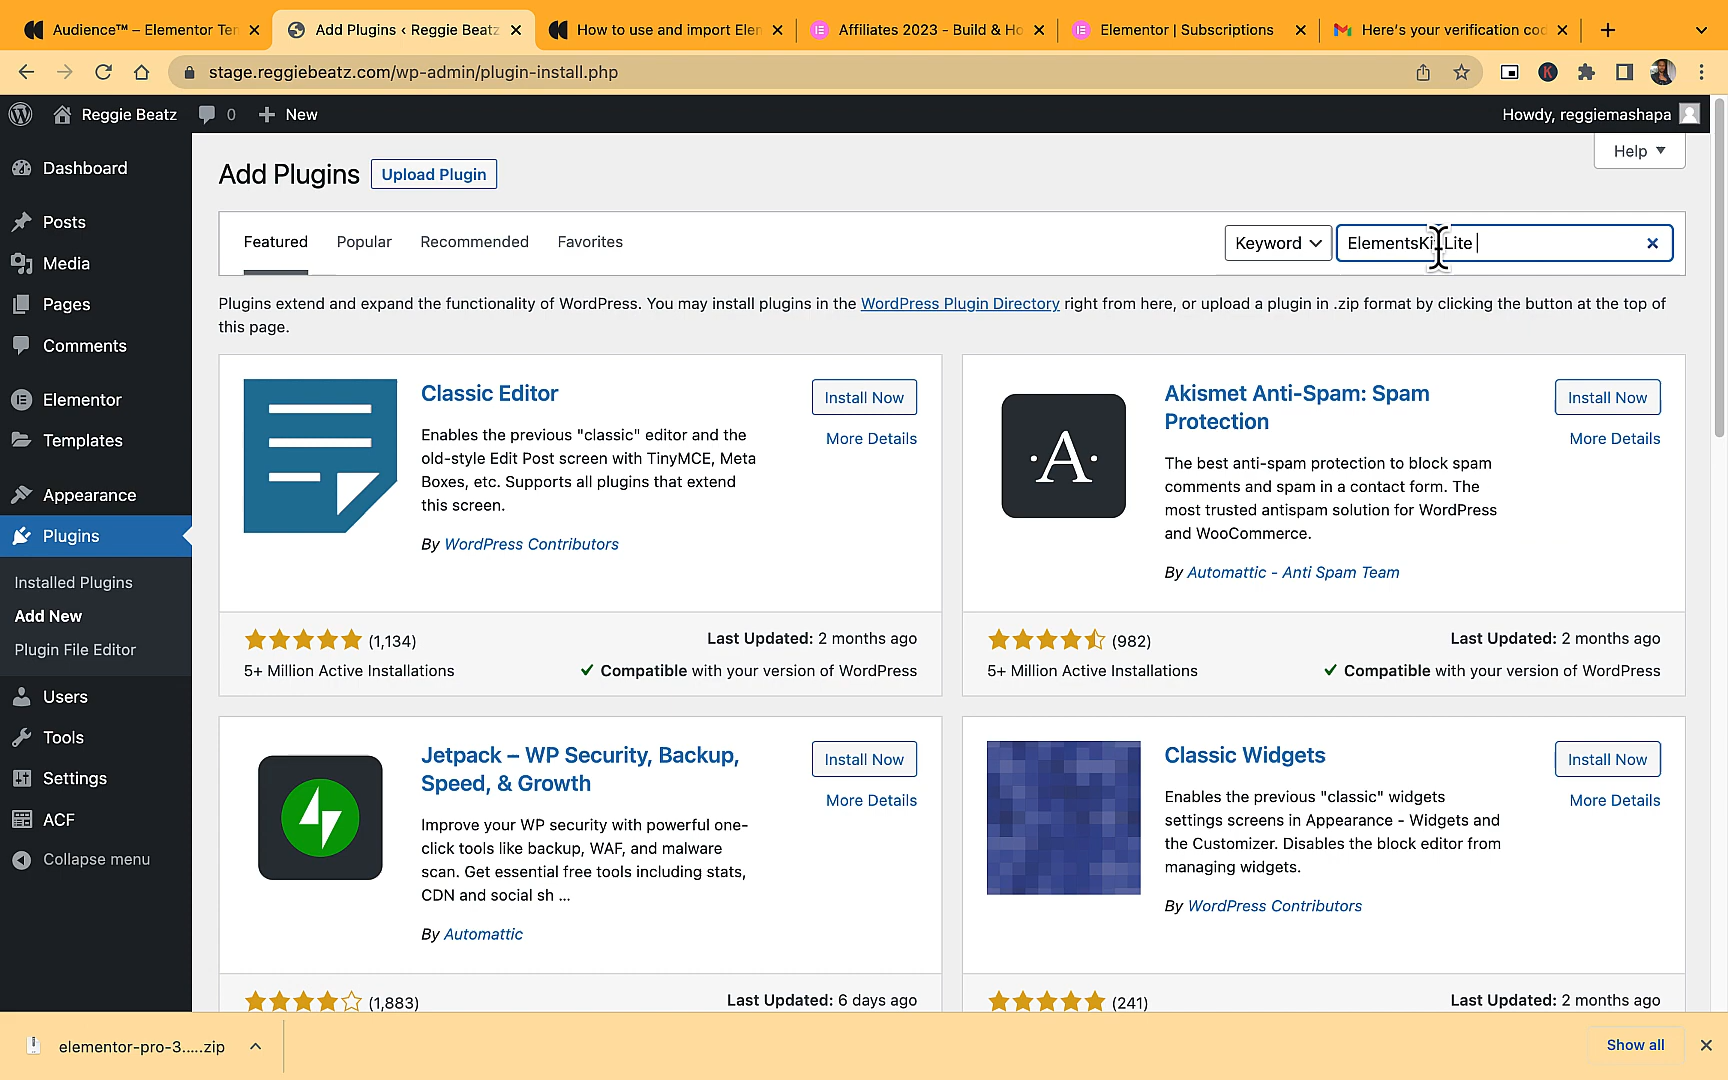 Audience™ – Elementor Ter
Add Plugins ‹ Reggie Beatz
How to use and import Elen
Affiliates 2023 - Build & Ho
Elementor | Subscriptions
Here's your verification co
stage.reggiebeatz.com/wp-admin/plugin-install.php
K
Reggie Beatz
0
New
Howdy, reggiemashapa
Dashboard
Posts
Media
Pages
Comments
Elementor
Templates
Appearance
Plugins
Installed Plugins
Add New
Plugin File Editor
Users
Tools
Settings
ACF
Collapse menu
Help
Add Plugins
Upload Plugin
Featured
Popular
Recommended
Favorites
Keyword
ElementsKit Lite
Plugins extend and expand the functionality of WordPress. You may install plugins in the WordPress Plugin Directory right from here, or upload a plugin in .zip format by clicking the button at the top of
this page.
Classic Editor
Install Now
More Details
Enables the previous "classic" editor and the
old-style Edit Post screen with TinyMCE, Meta
Boxes, etc. Supports all plugins that extend
this screen.
By WordPress Contributors
(1,134)
Last Updated: 2 months ago
5+ Million Active Installations
Compatible with your version of WordPress
·A·
Akismet Anti-Spam: Spam
Protection
Install Now
More Details
The best anti-spam protection to block spam
comments and spam in a contact form. The
most trusted antispam solution for WordPress
and WooCommerce.
By Automattic - Anti Spam Team
(982)
Last Updated: 2 months ago
5+ Million Active Installations
Compatible with your version of WordPress
Jetpack – WP Security, Backup,
Speed, & Growth
Install Now
More Details
Improve your WP security with powerful one-
click tools like backup, WAF, and malware
scan. Get essential free tools including stats,
CDN and social sh ...
By Automattic
(1,883)
Last Updated: 6 days ago
Classic Widgets
Install Now
More Details
Enables the previous "classic" widgets
settings screens in Appearance - Widgets and
the Customizer. Disables the block editor from
managing widgets.
By WordPress Contributors
(241)
Last Updated: 2 months ago
elementor-pro-3.....zip
Show all